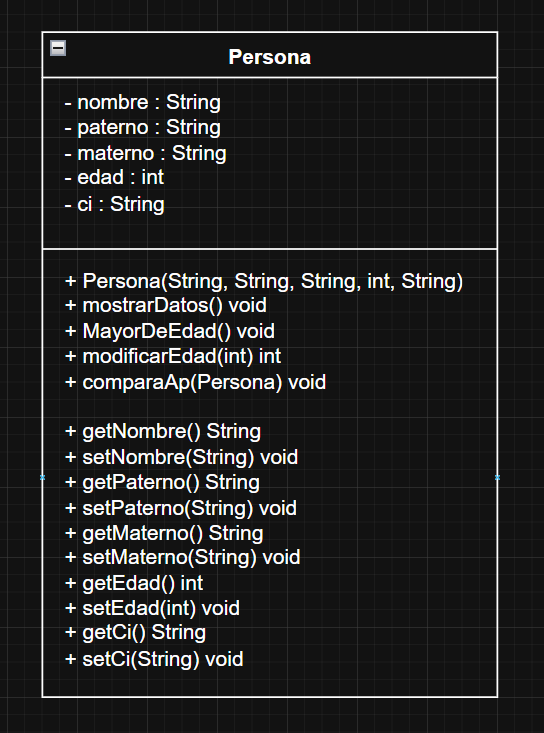 Persona
- nombre : String
- paterno : String
- materno : String
- edad : int
- ci : String
+ Persona(String, String, String, int, String)
+ mostrarDatos() void
+ MayorDeEdad() void
+ modificarEdad(int) int
+ comparaAp(Persona) void
+ getNombre() String
+ setNombre(String) void
+ getPaterno() String
+ setPaterno(String) void
+ getMaterno() String
+ setMaterno(String) void
+ getEdad() int
+ setEdad(int) void
+ getCi() String
+ setCi(String) void